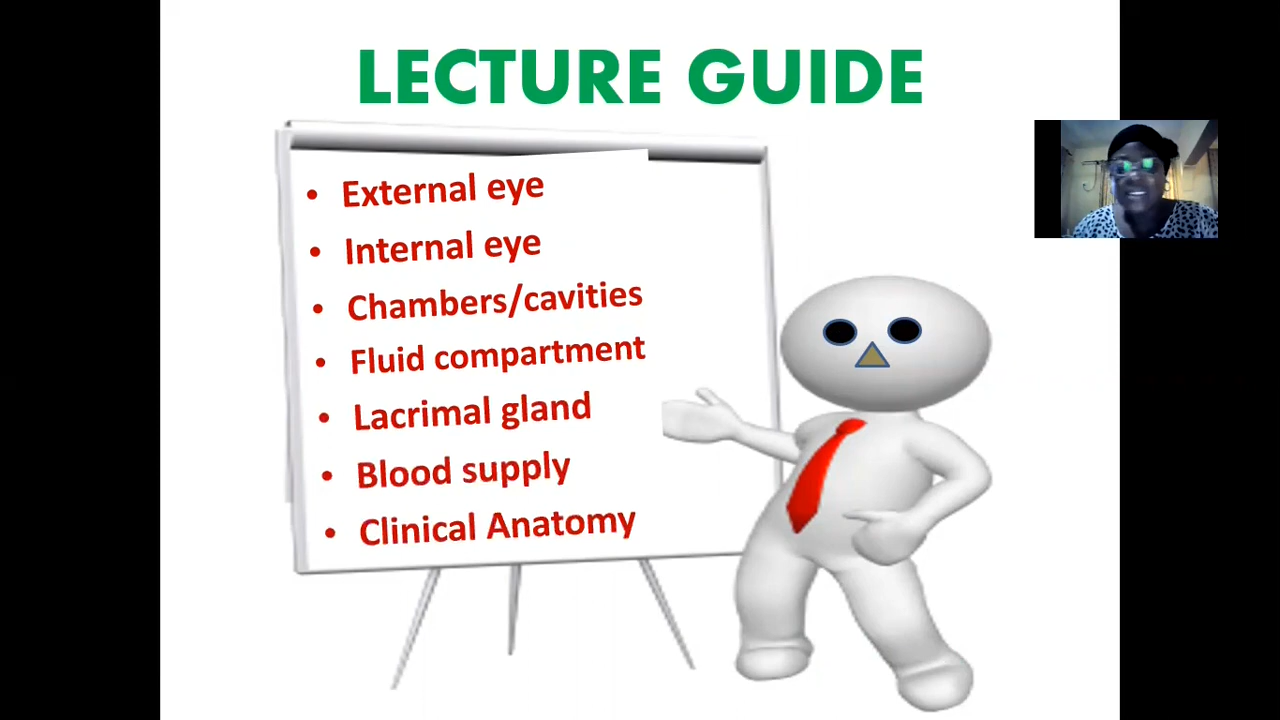 LECTURE GUIDE
• External eye
• Internal eye
• Chambers/cavities
• Fluid compartment
• Lacrimal gland
• Blood supply
• Clinical Anatomy